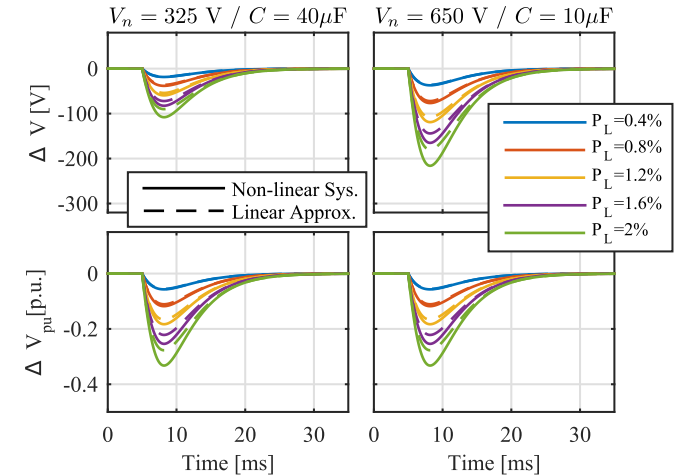 Vₙ = 325 V / C = 40μF
Vₙ = 650 V / C = 10μF
Δ V [V]
0
-100
-200
-300
Non-linear Sys.
Linear Approx.
P_L=0.4%
P_L=0.8%
P_L=1.2%
P_L=1.6%
P_L=2%
Δ V_pu[p.u.]
0
-0.2
-0.4
0
10
20
30
0
10
20
30
Time [ms]
Time [ms]